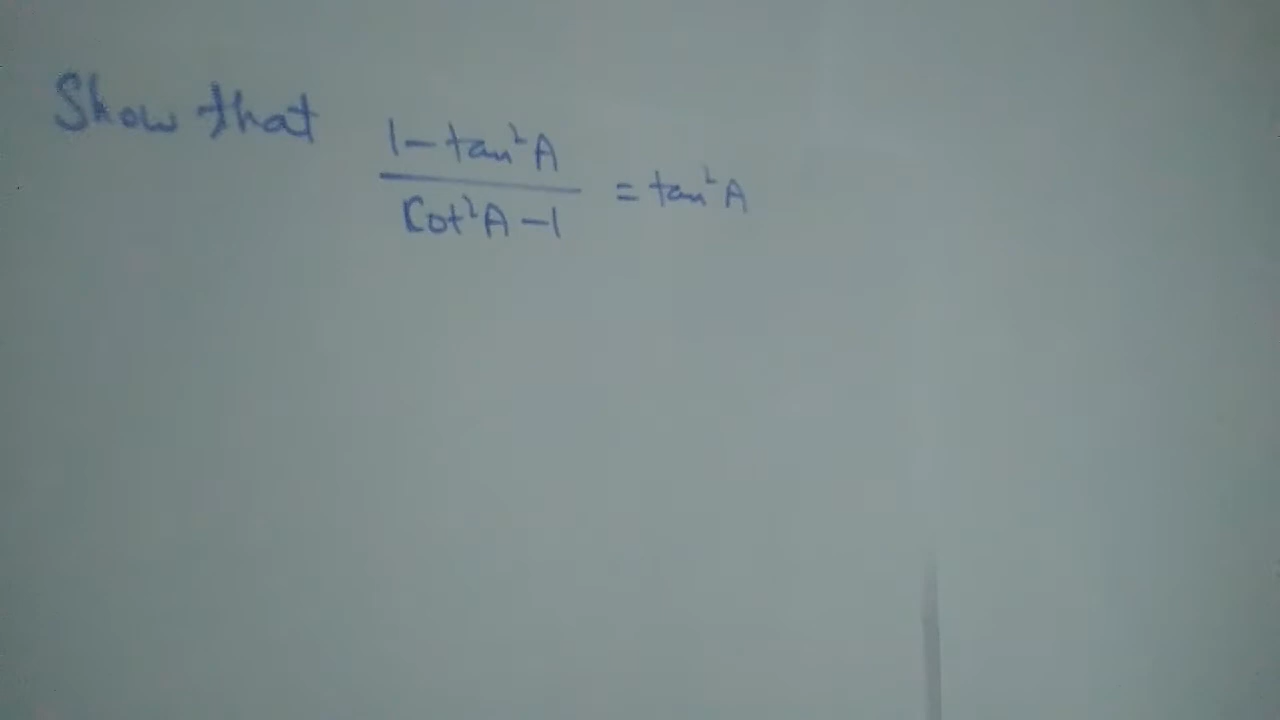 Show that (1 - tan²A) / (Cot²A - 1) = tan²A